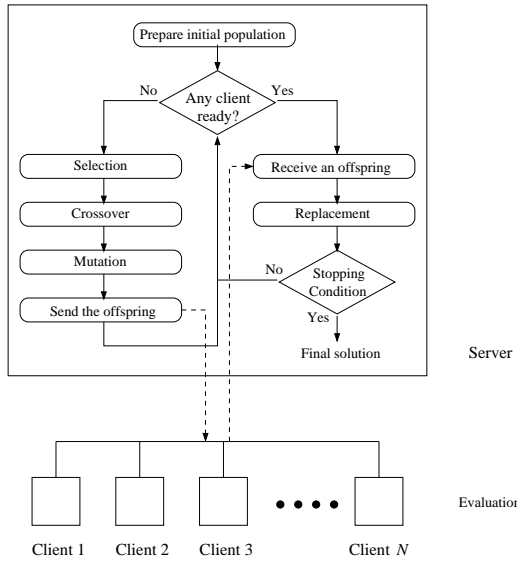 Prepare initial population
No
Any client
ready?
Yes
Selection
Receive an offspring
Crossover
Replacement
Mutation
No
Stopping
Condition
Send the offspring
Yes
Final solution
Server
Evaluation
Client 1
Client 2
Client 3
Client N